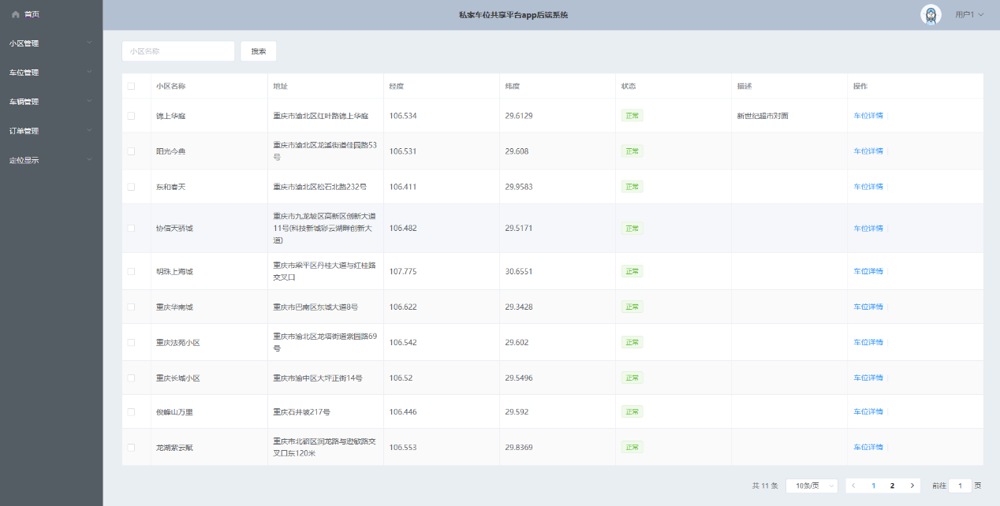 首页
私家车位共享平台app后端系统
用户1
小区管理
车位管理
车辆管理
订单管理
定位显示
小区名称
搜索
小区名称 地址 经度 纬度 状态 描述 操作
锦上华庭 重庆市渝北区红叶路锦上华庭 106.534 29.6129 正常 新世纪超市对面 车位详情
阳光今典 重庆市渝北区龙溪街道佳园路53
号 106.531 29.608 正常 车位详情
东和春天 重庆市渝北区松石北路232号 106.411 29.9583 正常 车位详情
协信天骄城 重庆市九龙坡区高新区创新大道
11号(科技新城彩云湖畔创新大
道) 106.482 29.5171 正常 车位详情
明珠上海城 重庆市梁平区丹桂大道与红桂路
交叉口 107.775 30.6551 正常 车位详情
重庆华南城 重庆市巴南区东城大道8号 106.622 29.3428 正常 车位详情
重庆法苑小区 重庆市渝北区龙塔街道紫园路69
号 106.542 29.602 正常 车位详情
重庆长城小区 重庆市渝中区大坪正街14号 106.52 29.5496 正常 车位详情
俊峰山万里 重庆石井坡217号 106.446 29.592 正常 车位详情
龙湖紫云赋 重庆市北碚区润龙路与逊敏路交
叉口东120米 106.553 29.8369 正常 车位详情
共 11 条 10条/页 1 2 前往 1 页